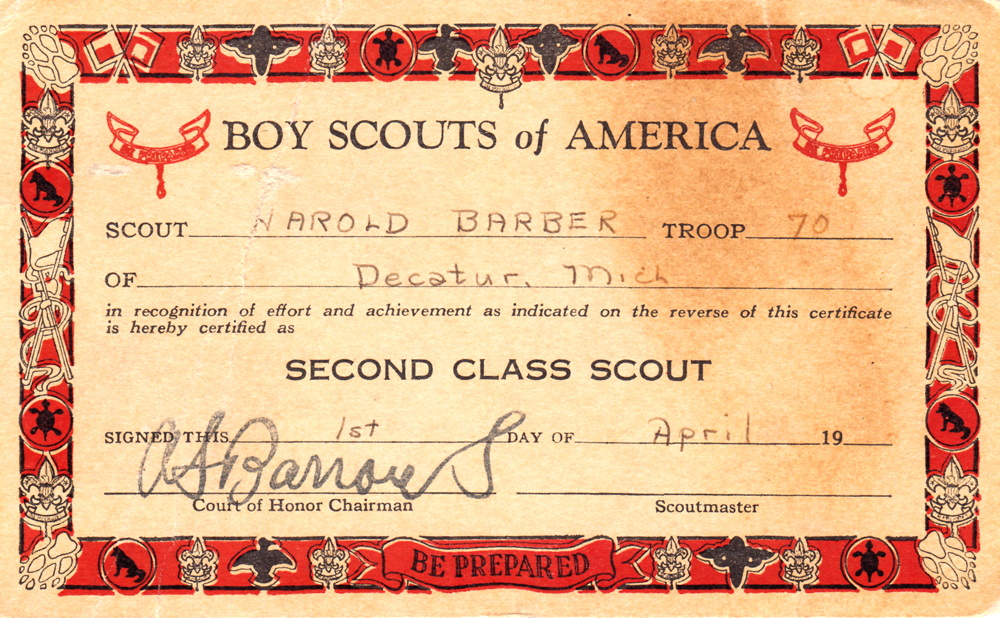 BOY SCOUTS of AMERICA
BE PREPARED
BE PREPARED
SCOUT HAROLD BARBER TROOP 70
OF Decatur, Mich
in recognition of effort and achievement as indicated on the reverse of this certificate
is hereby certified as
SECOND CLASS SCOUT
SIGNED THIS 1st DAY OF April 19
Barrows
Court of Honor Chairman Scoutmaster
BE PREPARED